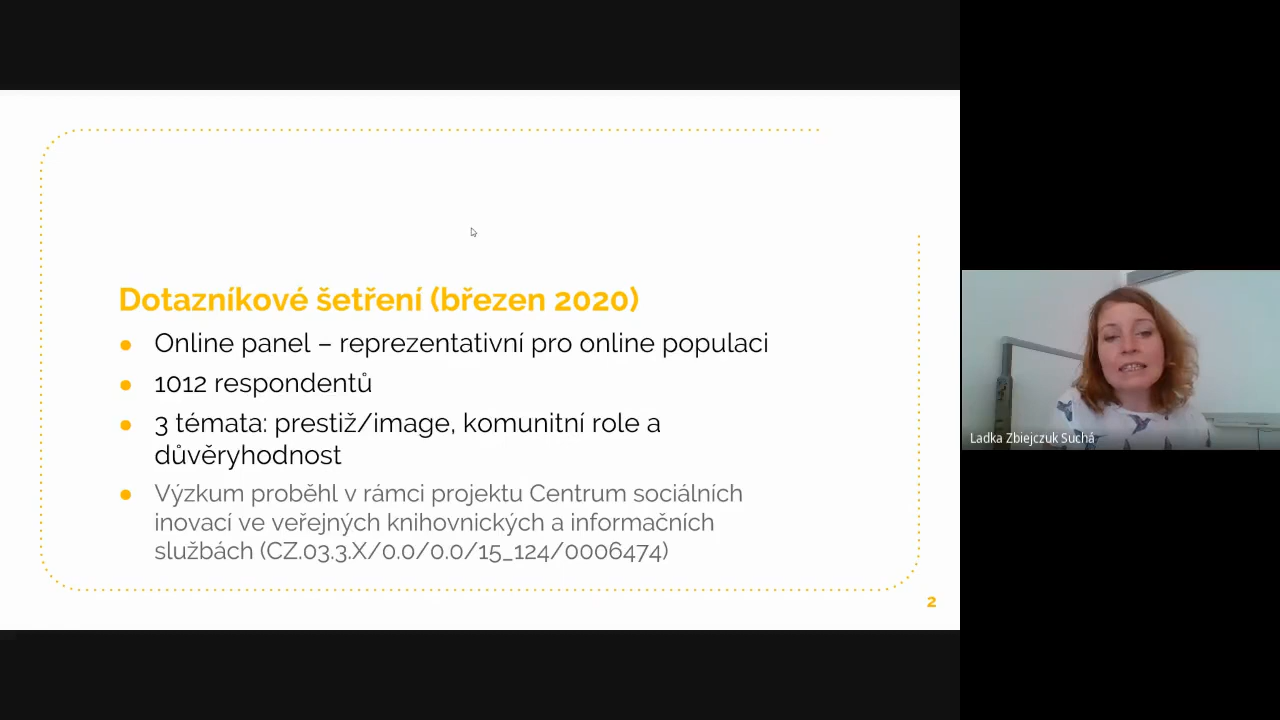 Dotazníkové šetření (březen 2020)
Online panel – reprezentativní pro online populaci
1012 respondentů
3 témata: prestiž/image, komunitní role a
důvěryhodnost
Výzkum proběhl v rámci projektu Centrum sociálních
inovací ve veřejných knihovnických a informačních
službách (CZ.03.3.X/0.0/0.0/15_124/0006474)
2
Ladka Zbiejczuk Suchá